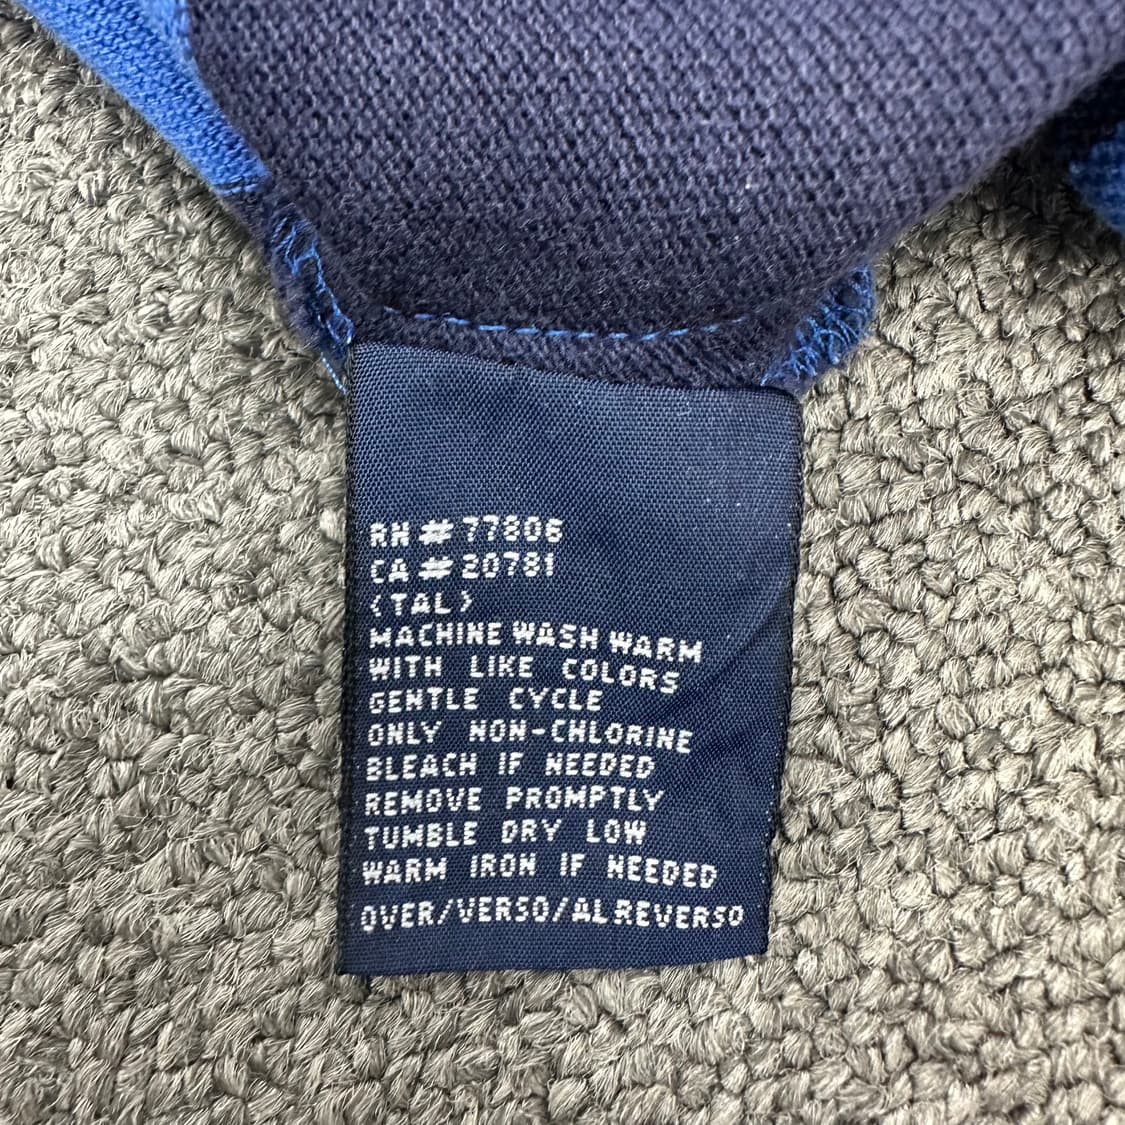 RN # 77806
CA # 20781
(TAL)
MACHINE WASH WARM
WITH LIKE COLORS
GENTLE CYCLE
ONLY NON-CHLORINE
BLEACH IF NEEDED
REMOVE PROMPTLY
TUMBLE DRY LOW
WARM IRON IF NEEDED
OVER/VERSO/AL REVERSO